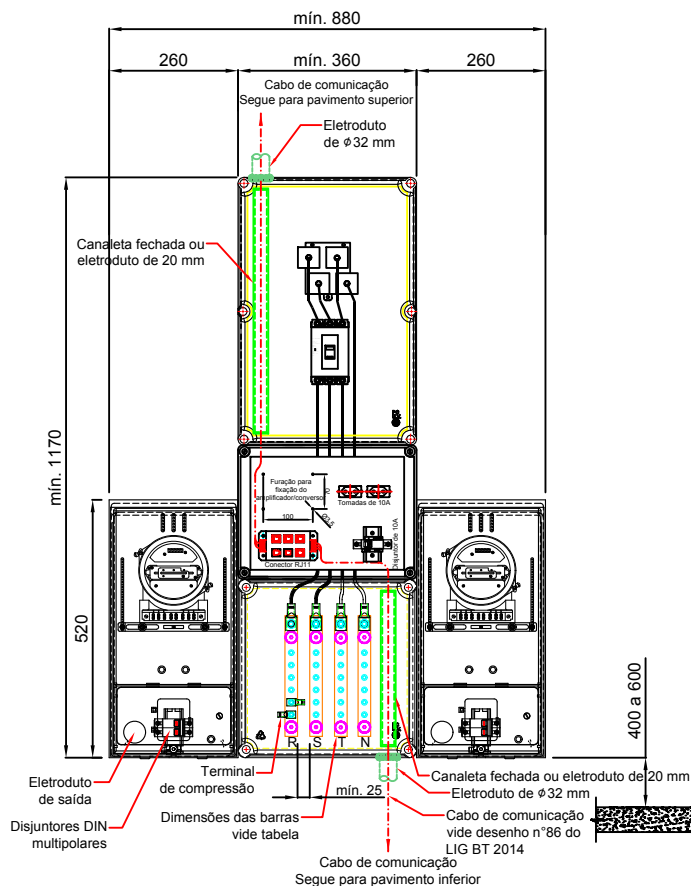 mín. 880
260
mín. 360
260
Cabo de comunicação
Segue para pavimento superior
Eletroduto
de ϕ32 mm
Canaleta fechada ou
eletroduto de 20 mm
mín. 1170
Furação para
fixação do
amplificador/conversor
70
100
Ø3,5
Tomadas de 10A
Disjuntor de 10A
Conector RJ11
520
400 a 600
R S T N
Eletroduto
de saída
Disjuntores DIN
multipolares
Terminal
de compressão
mín. 25
Dimensões das barras
vide tabela
Canaleta fechada ou eletroduto de 20 mm
Eletroduto de ϕ32 mm
Cabo de comunicação
vide desenho n°86 do
LIG BT 2014
Cabo de comunicação
Segue para pavimento inferior